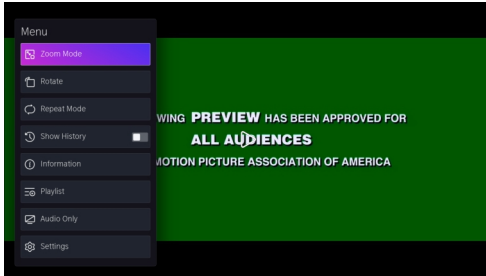 Menu
Zoom Mode
Rotate
Repeat Mode
Show History
Information
Playlist
Audio Only
Settings
WING PREVIEW HAS BEEN APPROVED FOR
ALL AUDIENCES
MOTION PICTURE ASSOCIATION OF AMERICA